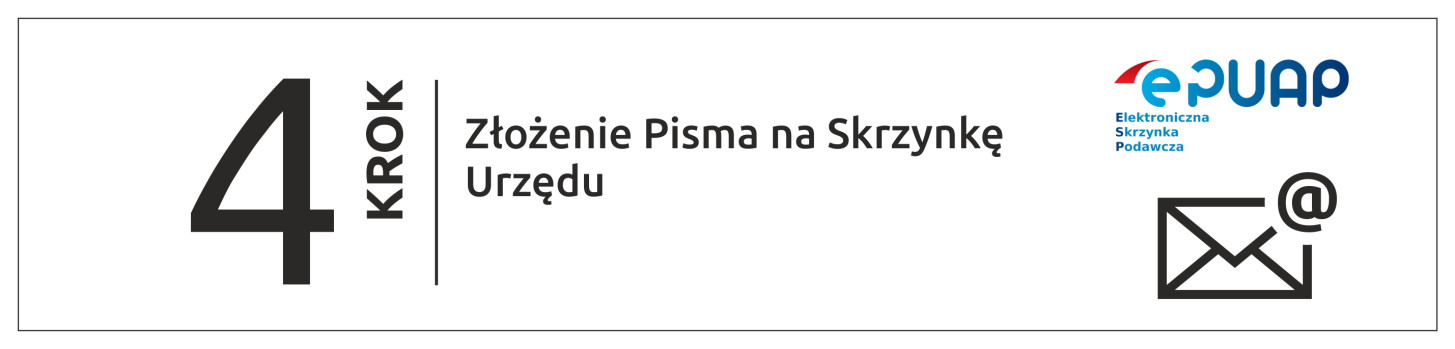 4 KROK
Złożenie Pisma na Skrzynkę
Urzędu
ePUAP
Elektroniczna
Skrzynka
Podawcza
@